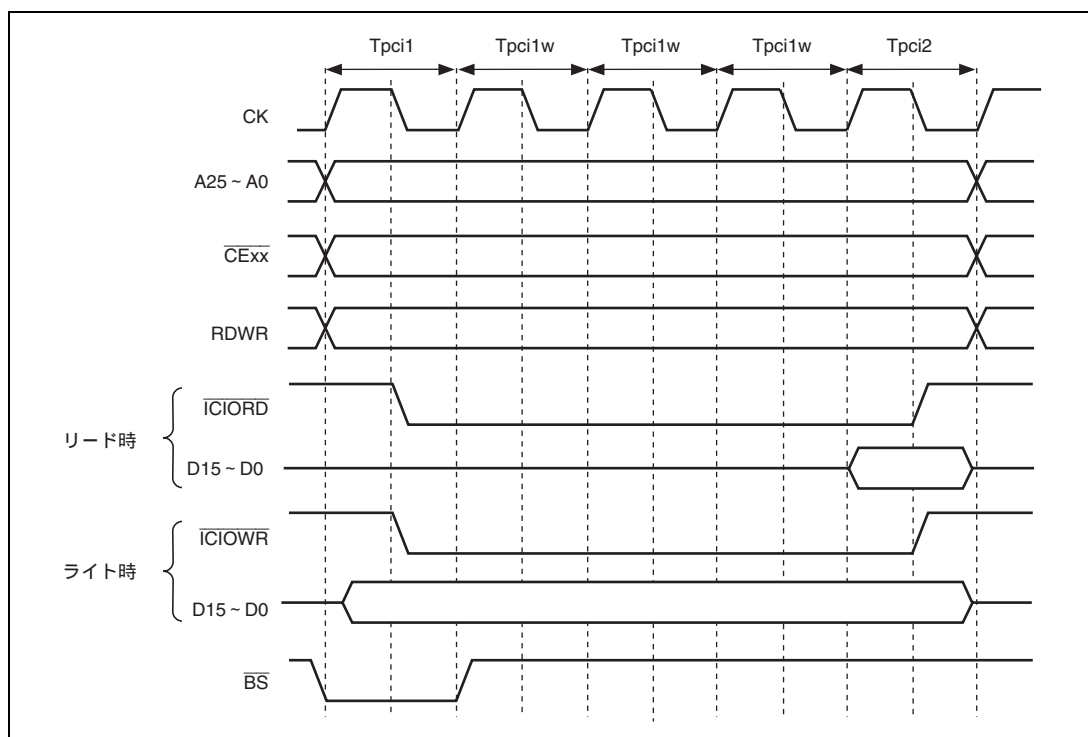 Tpci1 Tpci1w Tpci1w Tpci1w Tpci2
CK
A25 ~ A0
CExx
RDWR
リード時
ICIORD
D15 ~ D0
ライト時
ICIOWR
D15 ~ D0
BS